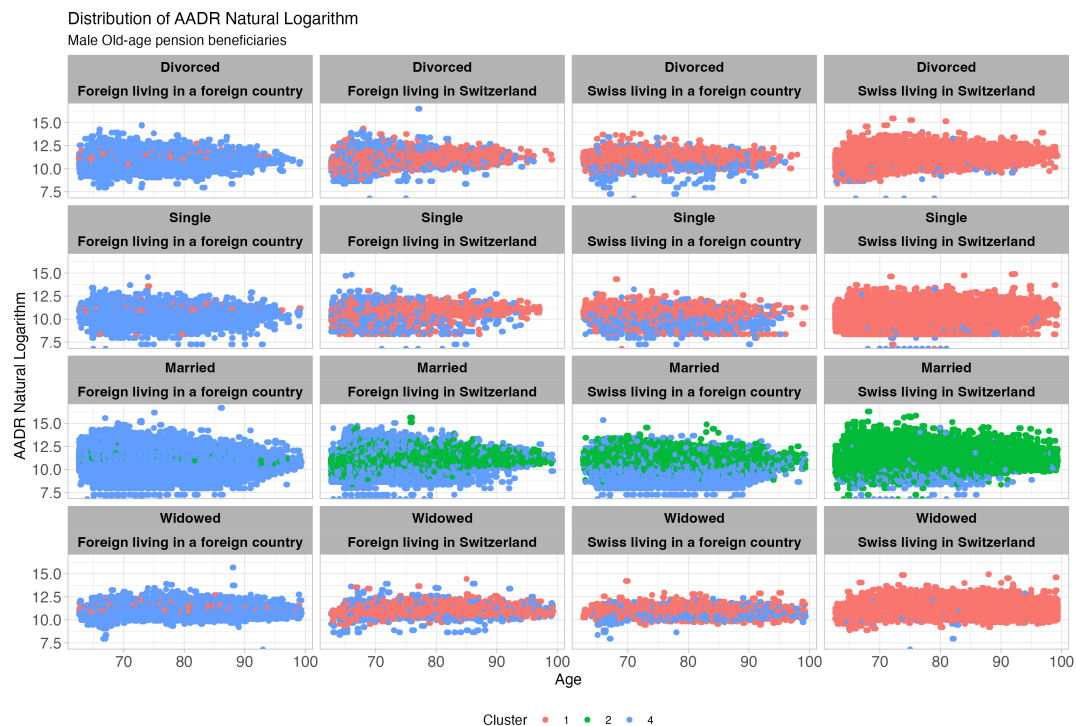 Distribution of AADR Natural Logarithm
Male Old-age pension beneficiaries
Divorced Divorced Divorced Divorced
Foreign living in a foreign country Foreign living in Switzerland Swiss living in a foreign country Swiss living in Switzerland
15.0
12.5
10.0
7.5
Single Single Single Single
Foreign living in a foreign country Foreign living in Switzerland Swiss living in a foreign country Swiss living in Switzerland
15.0
12.5
10.0
7.5
AADR Natural Logarithm
Married Married Married Married
Foreign living in a foreign country Foreign living in Switzerland Swiss living in a foreign country Swiss living in Switzerland
15.0
12.5
10.0
7.5
Widowed Widowed Widowed Widowed
Foreign living in a foreign country Foreign living in Switzerland Swiss living in a foreign country Swiss living in Switzerland
15.0
12.5
10.0
7.5
70 80 90 100 70 80 90 100 70 80 90 100 70 80 90 100
Age
Cluster 1 2 4